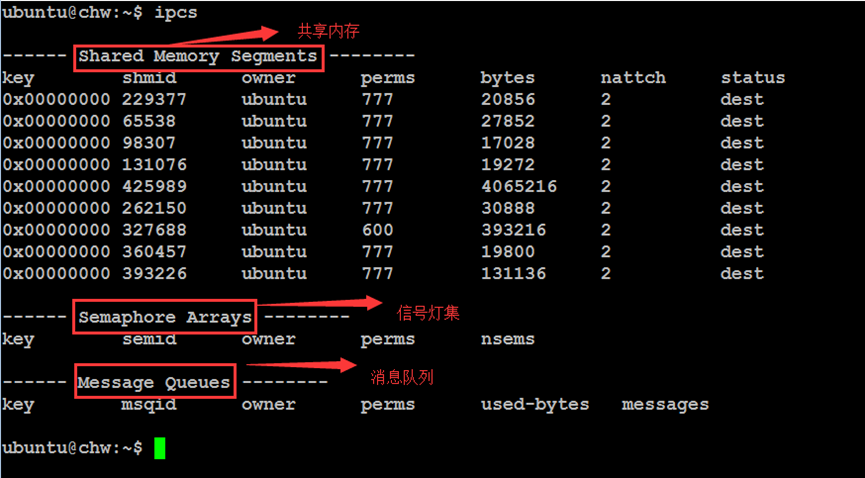 ubuntu@chw:~$ ipcs
共享内存
------ Shared Memory Segments --------
key        shmid      owner      perms      bytes      nattch     status
0x00000000 229377     ubuntu     777        20856      2          dest
0x00000000 65538      ubuntu     777        27852      2          dest
0x00000000 98307      ubuntu     777        17028      2          dest
0x00000000 131076     ubuntu     777        19272      2          dest
0x00000000 425989     ubuntu     777        4065216    2          dest
0x00000000 262150     ubuntu     777        30888      2          dest
0x00000000 327688     ubuntu     600        393216     2          dest
0x00000000 360457     ubuntu     777        19800      2          dest
0x00000000 393226     ubuntu     777        131136     2          dest
------ Semaphore Arrays --------
信号灯集
key        semid      owner      perms      nsems
------ Message Queues --------
消息队列
key        msqid      owner      perms      used-bytes   messages
ubuntu@chw:~$